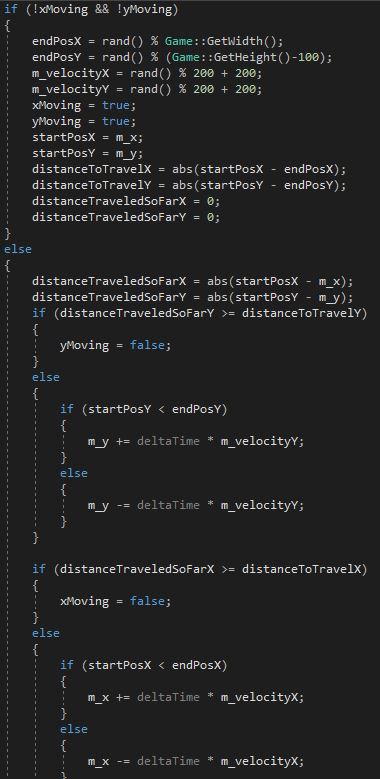 if (!xMoving && !yMoving)
{
endPosX = rand() % Game::GetWidth();
endPosY = rand() % (Game::GetHeight()-100);
m_velocityX = rand() % 200 + 200;
m_velocityY = rand() % 200 + 200;
xMoving = true;
yMoving = true;
startPosX = m_x;
startPosY = m_y;
distanceToTravelX = abs(startPosX - endPosX);
distanceToTravelY = abs(startPosY - endPosY);
distanceTraveledSoFarX = 0;
distanceTraveledSoFarY = 0;
}
else
{
distanceTraveledSoFarX = abs(startPosX - m_x);
distanceTraveledSoFarY = abs(startPosY - m_y);
if (distanceTraveledSoFarY >= distanceToTravelY)
{
yMoving = false;
}
else
{
if (startPosY < endPosY)
{
m_y += deltaTime * m_velocityY;
}
else
{
m_y -= deltaTime * m_velocityY;
}
}
if (distanceTraveledSoFarX >= distanceToTravelX)
{
xMoving = false;
}
else
{
if (startPosX < endPosX)
{
m_x += deltaTime * m_velocityX;
}
else
{
m_x -= deltaTime * m_velocityX;
}